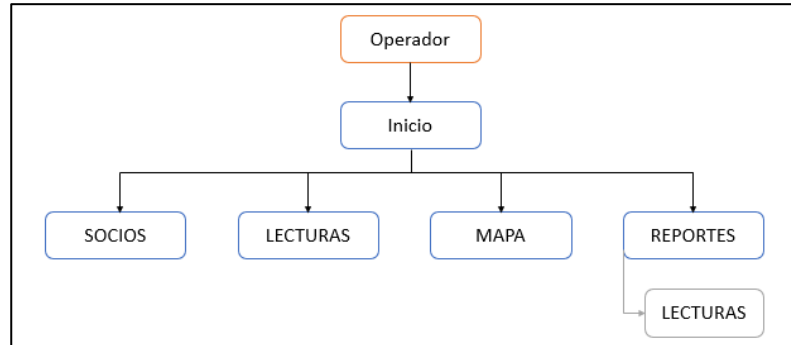 Operador
Inicio
SOCIOS
LECTURAS
MAPA
REPORTES
LECTURAS